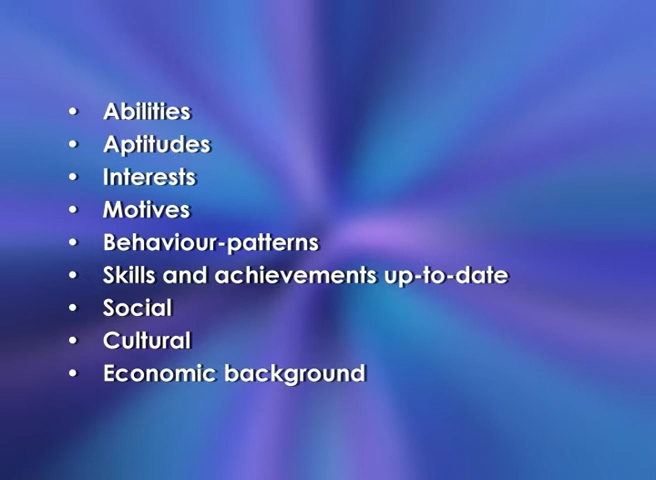 • Abilities
• Aptitudes
• Interests
• Motives
• Behaviour-patterns
• Skills and achievements up-to-date
• Social
• Cultural
• Economic background